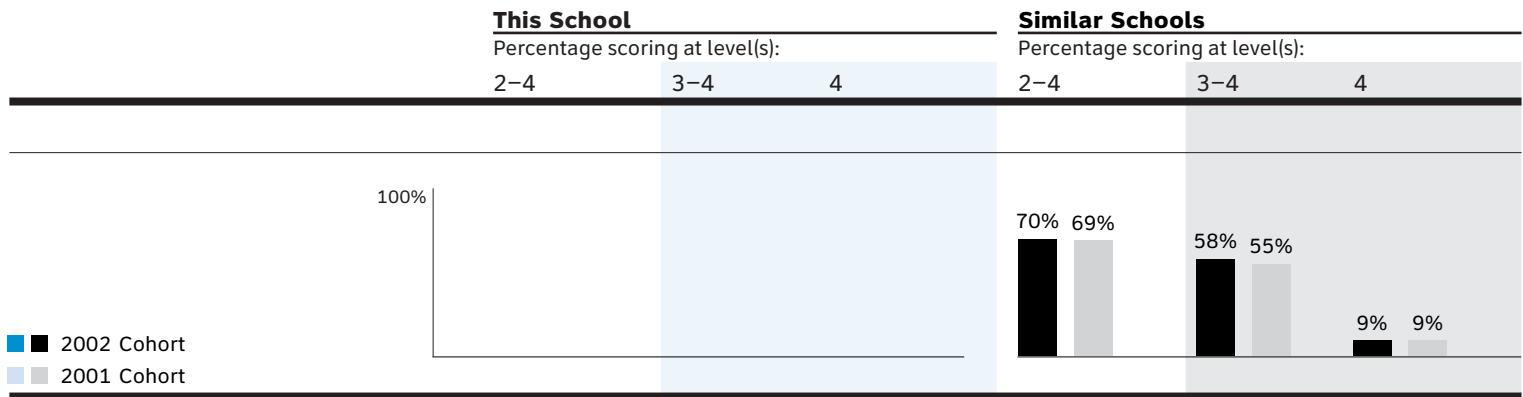 This School
Similar Schools
Percentage scoring at level(s):
Percentage scoring at level(s):
2–4
3–4
4
2–4
3–4
4
100%
70%
69%
58%
55%
9%
9%
2002 Cohort
2001 Cohort